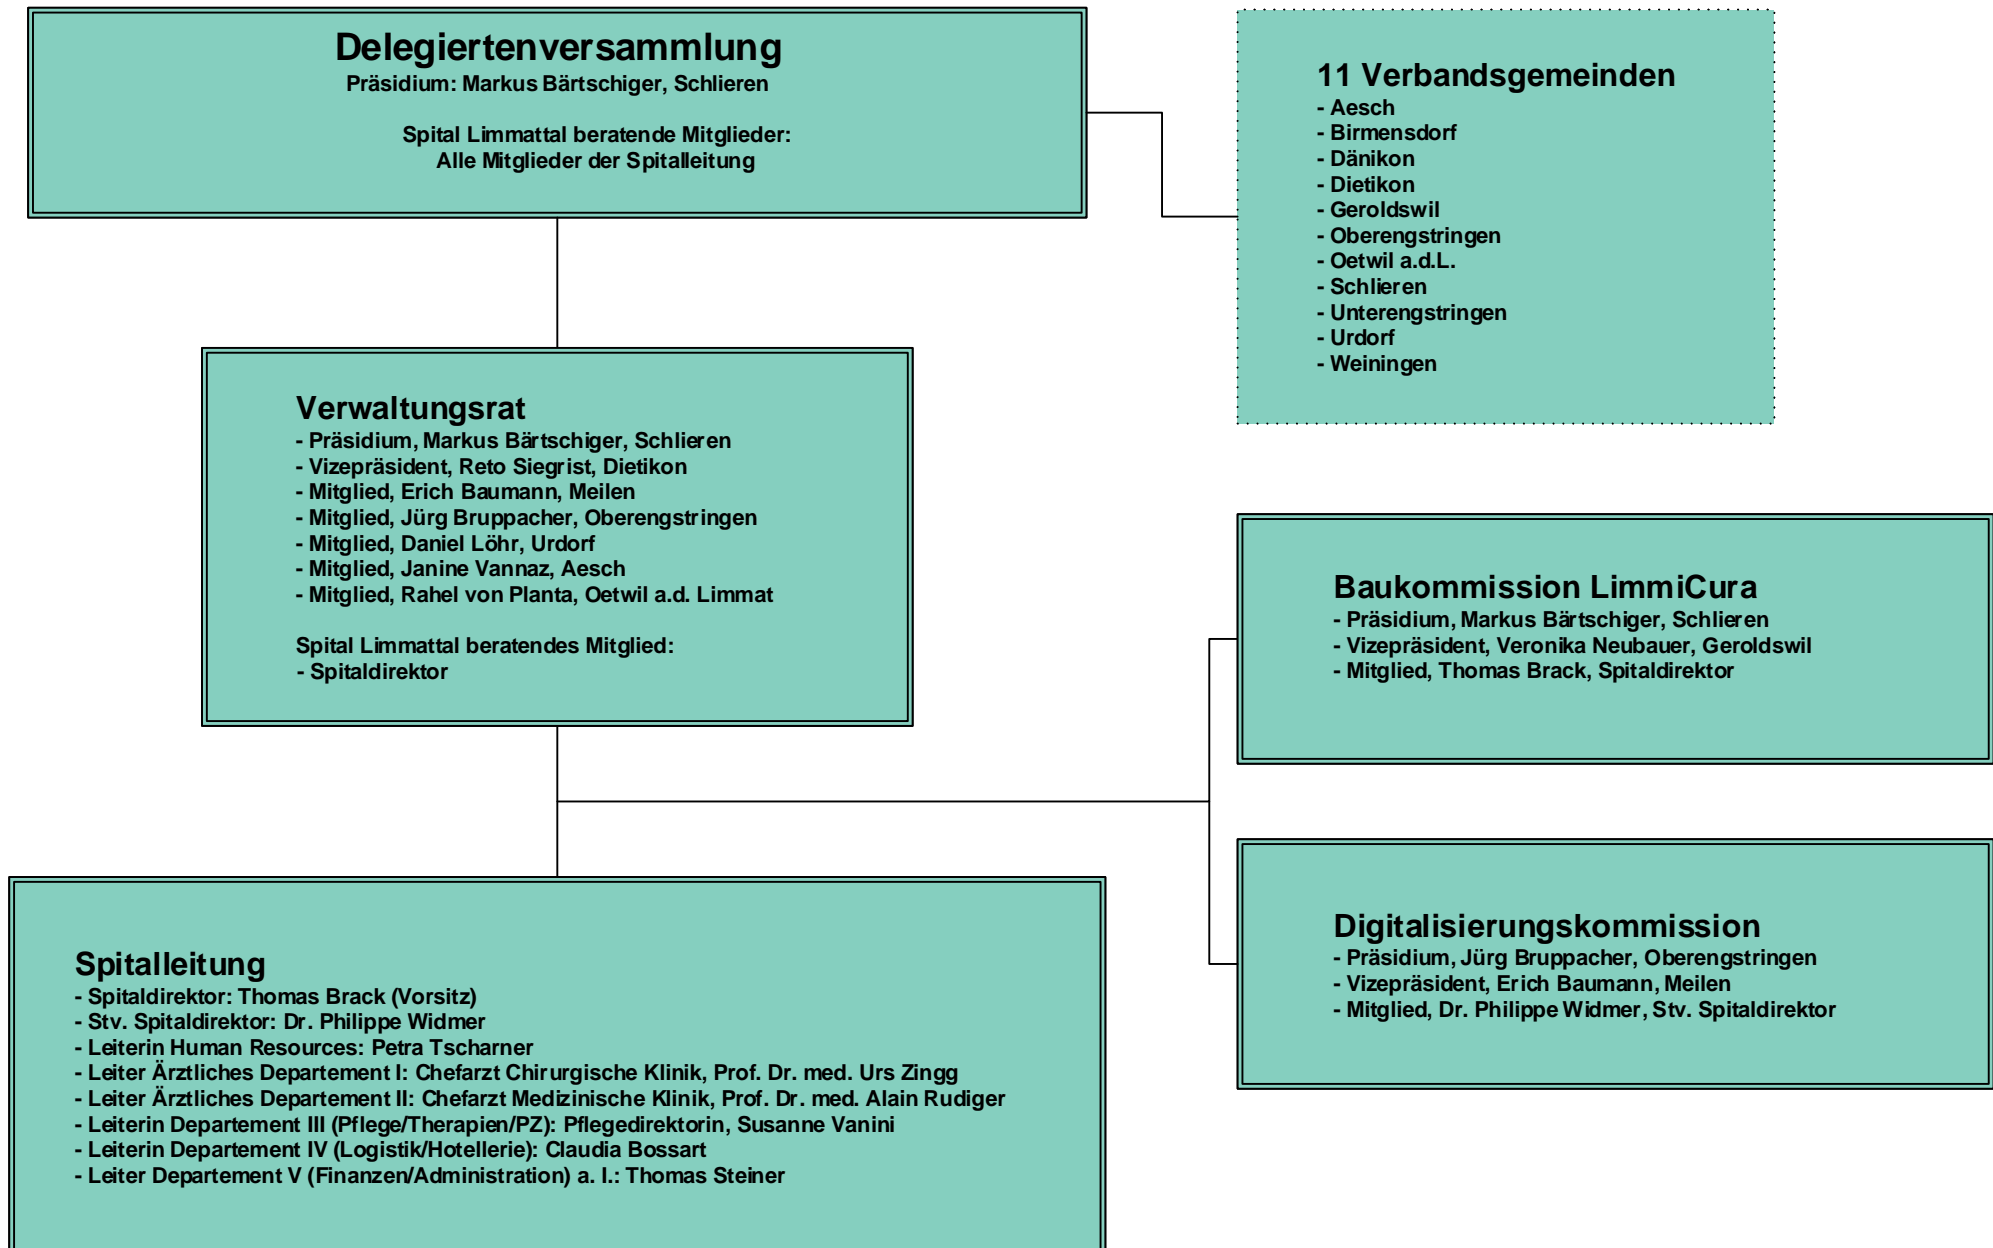 Delegiertenversammlung
Präsidium: Markus Bärtschiger, Schlieren
Spital Limmattal beratende Mitglieder:
Alle Mitglieder der Spitalleitung
11 Verbandsgemeinden
- Aesch
- Birmensdorf
- Dänikon
- Dietikon
- Geroldswil
- Oberengstringen
- Oetwil a.d.L.
- Schlieren
- Unterengstringen
- Urdorf
- Weiningen
Verwaltungsrat
- Präsidium, Markus Bärtschiger, Schlieren
- Vizepräsident, Reto Siegrist, Dietikon
- Mitglied, Erich Baumann, Meilen
- Mitglied, Jürg Bruppacher, Oberengstringen
- Mitglied, Daniel Löhr, Urdorf
- Mitglied, Janine Vannaz, Aesch
- Mitglied, Rahel von Planta, Oetwil a.d. Limmat
Spital Limmattal beratendes Mitglied:
- Spitaldirektor
Baukommission LimmiCura
- Präsidium, Markus Bärtschiger, Schlieren
- Vizepräsident, Veronika Neubauer, Geroldswil
- Mitglied, Thomas Brack, Spitaldirektor
Digitalisierungskommission
- Präsidium, Jürg Bruppacher, Oberengstringen
- Vizepräsident, Erich Baumann, Meilen
- Mitglied, Dr. Philippe Widmer, Stv. Spitaldirektor
Spitalleitung
- Spitaldirektor: Thomas Brack (Vorsitz)
- Stv. Spitaldirektor: Dr. Philippe Widmer
- Leiterin Human Resources: Petra Tscharner
- Leiter Ärztliches Departement I: Chefarzt Chirurgische Klinik, Prof. Dr. med. Urs Zingg
- Leiter Ärztliches Departement II: Chefarzt Medizinische Klinik, Prof. Dr. med. Alain Rudiger
- Leiterin Departement III (Pflege/Therapien/PZ): Pflegedirektorin, Susanne Vanini
- Leiterin Departement IV (Logistik/Hotellerie): Claudia Bossart
- Leiter Departement V (Finanzen/Administration) a. I.: Thomas Steiner